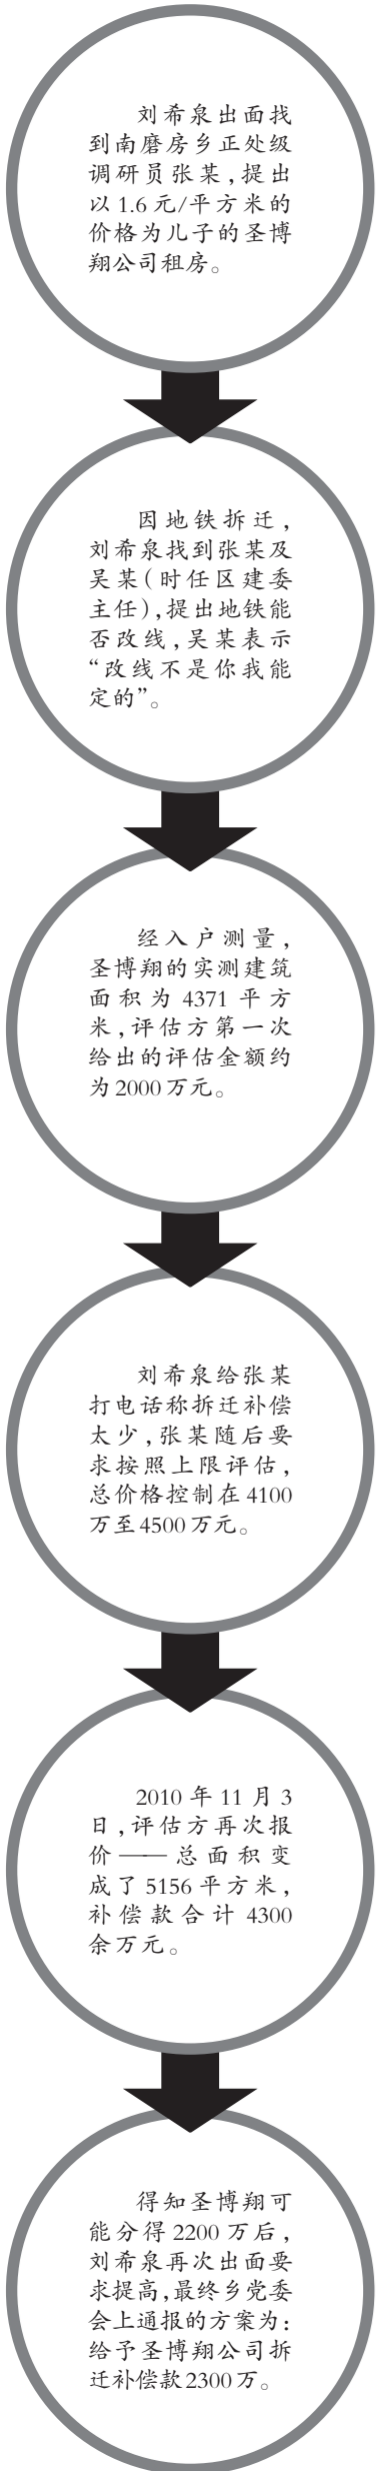 刘希泉出面找
到南磨房乡正处级
调研员张某,提出
以1.6元/平方米的
价格为儿子的圣博
翔公司租房。
因地铁拆迁,
刘希泉找到张某及
吴某(时任区建委
主任),提出地铁能
否改线,吴某表示
“改线不是你我能
定的”。
经入户测量,
圣博翔的实测建筑
面积为4371平方
米,评估方第一次
给出的评估金额约
为2000万元。
刘希泉给张某
打电话称拆迁补偿
太少,张某随后要
求按照上限评估,
总价格控制在4100
万至4500万元。
2010年11月3
日,评估方再次报
价——总面积变
成了5156平方米,
补偿款合计4300
余万元。
得知圣博翔可
能分得2200万后,
刘希泉再次出面要
求提高,最终乡党委
会上通报的方案为:
给予圣博翔公司拆
迁补偿款2300万。